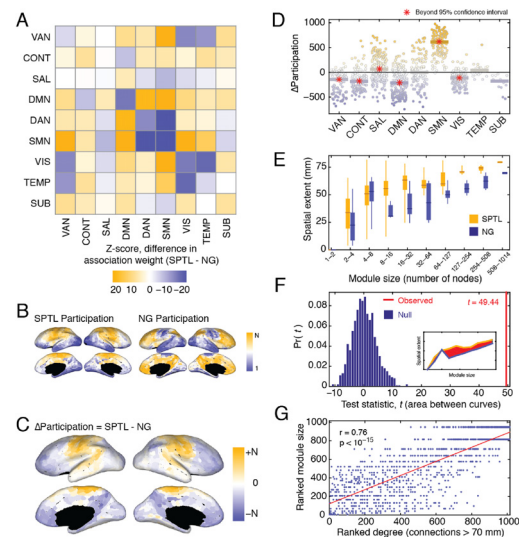 A
VAN
CONT
SAL
DMN
DAN
SMN
VIS
TEMP
SUB
VAN
CONT
SAL
DMN
DAN
SMN
VIS
TEMP
SUB
Z-score, difference in
association weight (SPTL - NG)
20 10 0 -10 -20
B
SPTL Participation
NG Participation
N
1
C
ΔParticipation = SPTL - NG
+N
0
-N
D
* Beyond 95% confidence interval
ΔParticipation
1000
500
0
-500
VAN
CONT
SAL
DMN
DAN
SMN
VIS
TEMP
SUB
E
Spatial extent (mm)
75
50
25
0
SPTL
NG
1-2
2-4
4-8
8-16
16-32
32-64
64-127
127-254
254-508
508-1014
Module size (number of nodes)
F
Pr(t)
0.08
0.06
0.04
0.02
0
Observed
Null
t = 49.44
Spatial extent
Module size
-10 0 10 20 30 40 50
Test statistic, t (area between curves)
G
Ranked module size
1000
800
600
400
200
0
r = 0.76
p < 10^-15
0 200 400 600 800 1000
Ranked degree (connections > 70 mm)